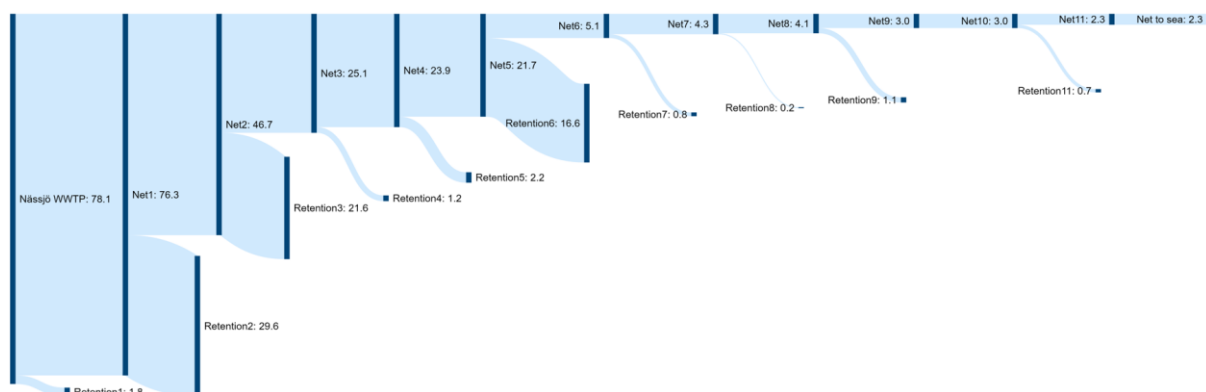 Net6: 5.1
Net7: 4.3
Net8: 4.1
Net9: 3.0
Net10: 3.0
Net11: 2.3
Net to sea: 2.3
Net3: 25.1
Net4: 23.9
Net5: 21.7
Retention6: 16.6
Retention7: 0.8
Retention8: 0.2
Retention9: 1.1
Retention11: 0.7
Net2: 46.7
Retention5: 2.2
Nässjö WWTP: 78.1
Net1: 76.3
Retention3: 21.6
Retention4: 1.2
Retention2: 29.6
Retention1: 1.8